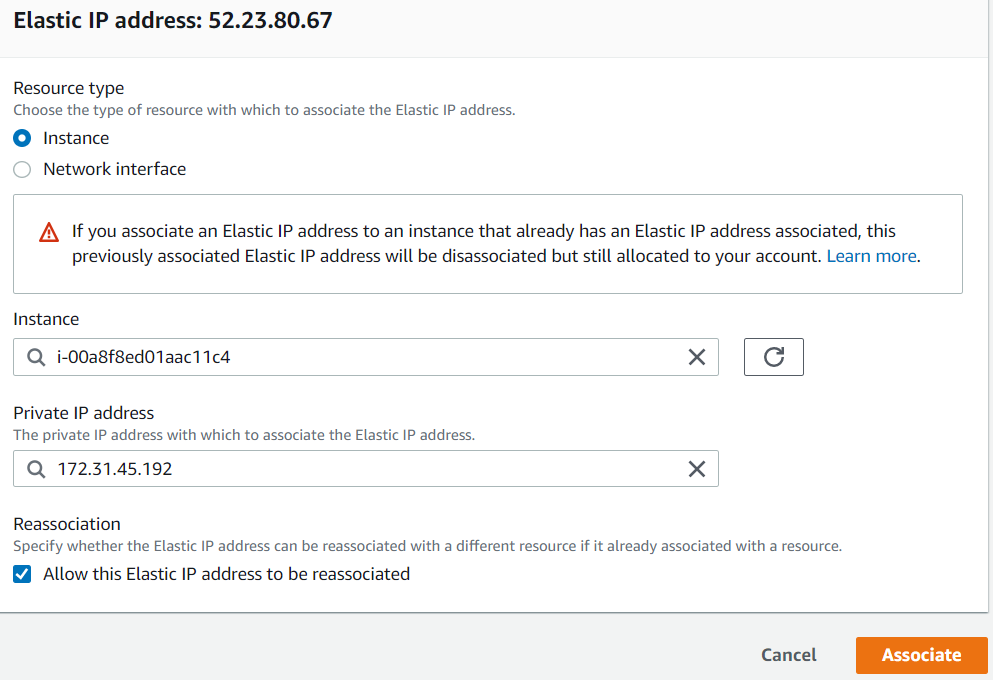 Elastic IP address: 52.23.80.67
Resource type
Choose the type of resource with which to associate the Elastic IP address.
Instance
Network interface
If you associate an Elastic IP address to an instance that already has an Elastic IP address associated, this
previously associated Elastic IP address will be disassociated but still allocated to your account. Learn more.
Instance
i-00a8f8ed01aac11c4
Private IP address
The private IP address with which to associate the Elastic IP address.
172.31.45.192
Reassociation
Specify whether the Elastic IP address can be reassociated with a different resource if it already associated with a resource.
Allow this Elastic IP address to be reassociated
Cancel
Associate